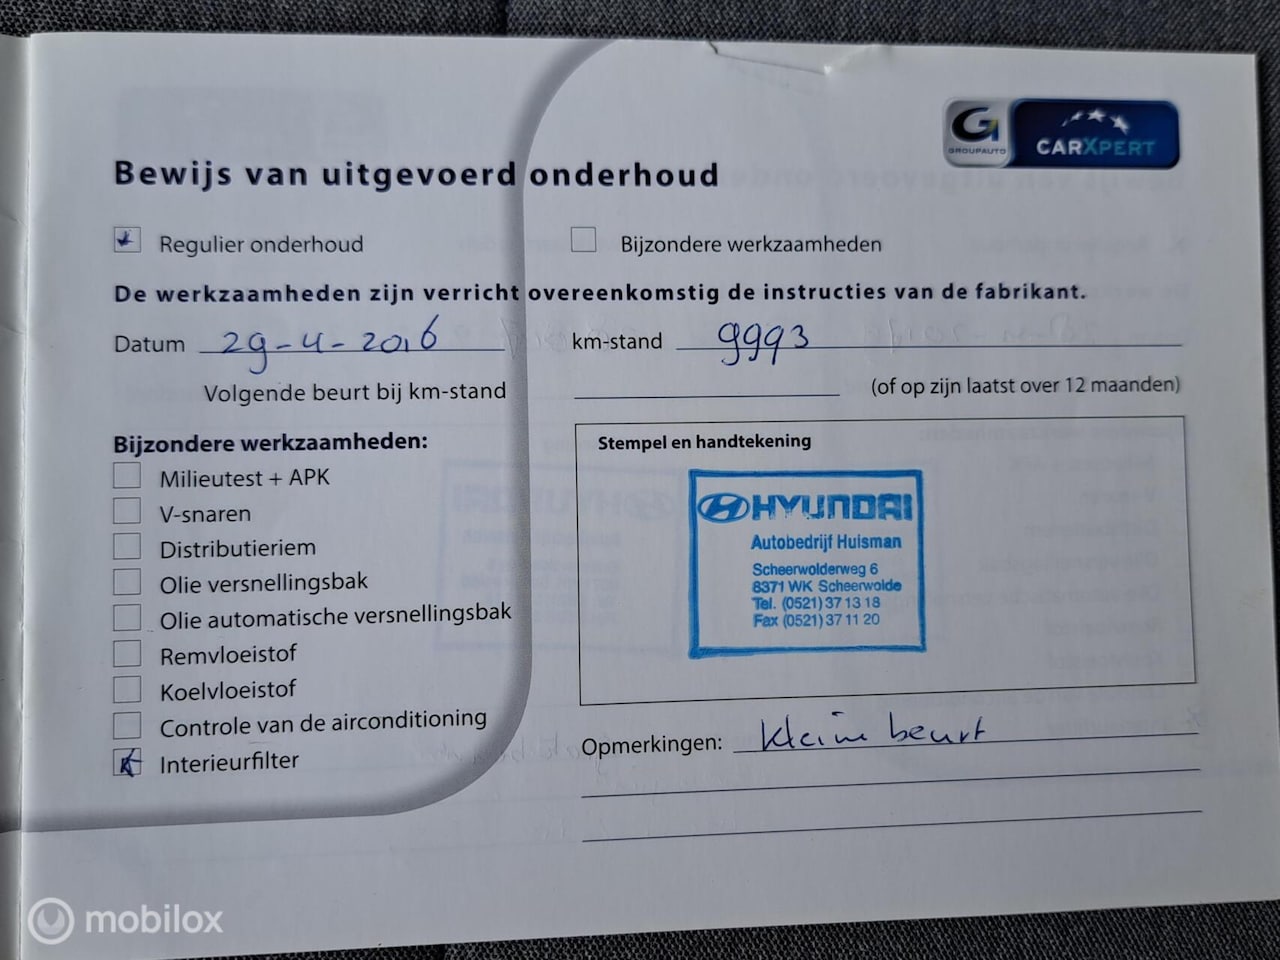 GROUPAUTO CARXPERT
Bewijs van uitgevoerd onderhoud
Regulier onderhoud Bijzondere werkzaamheden
De werkzaamheden zijn verricht overeenkomstig de instructies van de fabrikant.
Datum 29-4-2016 km-stand 9993
Volgende beurt bij km-stand (of op zijn laatst over 12 maanden)
Bijzondere werkzaamheden:
Milieutest + APK
V-snaren
Distributieriem
Olie versnellingsbak
Olie automatische versnellingsbak
Remvloeistof
Koelvloeistof
Controle van de airconditioning
Interieurfilter
Stempel en handtekening
HYUNDAI
Autobedrijf Huisman
Scheerwolderweg 6
8371 WK Scheerwolde
Tel. (0521) 37 13 18
Fax (0521) 37 11 20
Opmerkingen: kleine beurt
mobilox